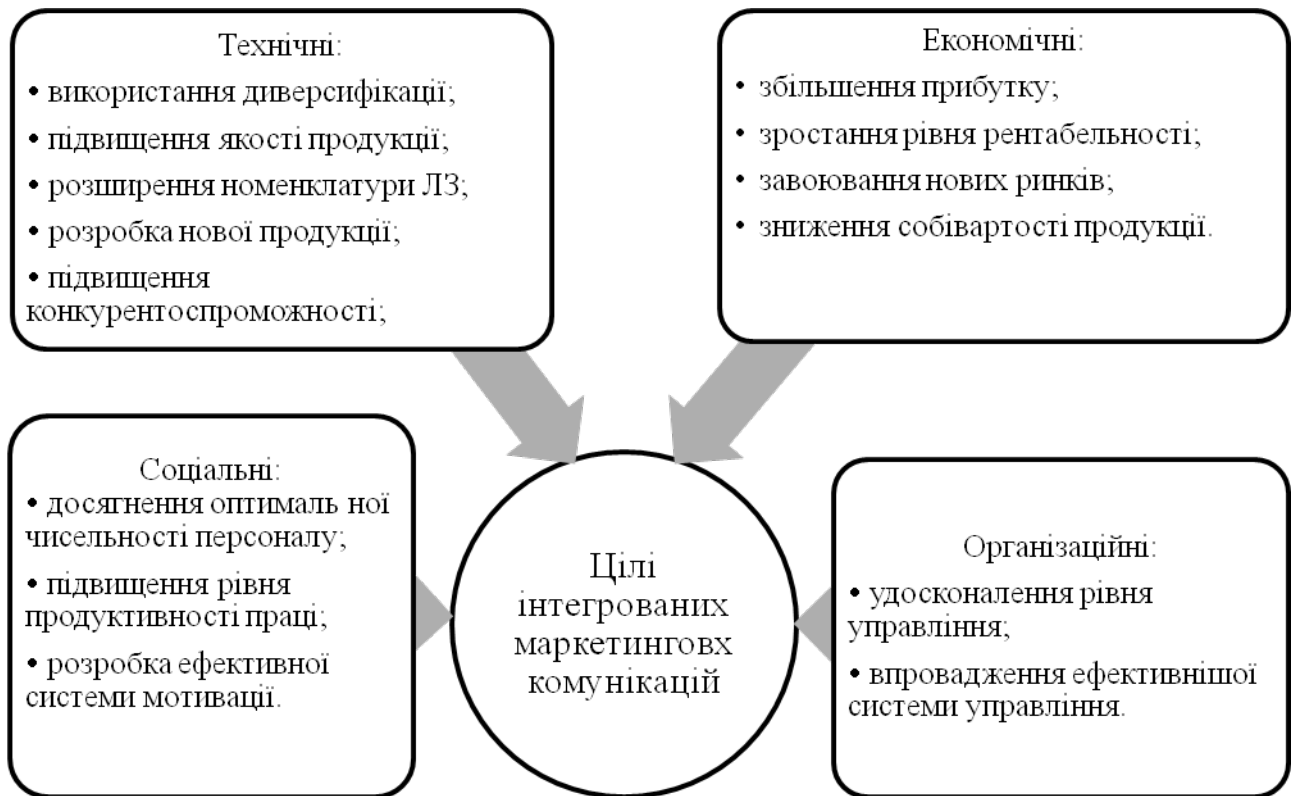 Технічні:
• використання диверсифікації;
• підвищення якості продукції;
• розширення номенклатури ЛЗ;
• розробка нової продукції;
• підвищення
конкурентоспроможності;
Економічні:
• збільшення прибутку;
• зростання рівня рентабельності;
• завоювання нових ринків;
• зниження собівартості продукції.
Соціальні:
• досягнення оптималь ної
чисельності персоналу;
• підвищення рівня
продуктивності праці;
• розробка ефективної
системи мотивації.
Цілі
інтегрованих
маркетинговх
комунікацій
Організаційні:
• удосконалення рівня
управління;
• впровадження ефективнішої
системи управління.